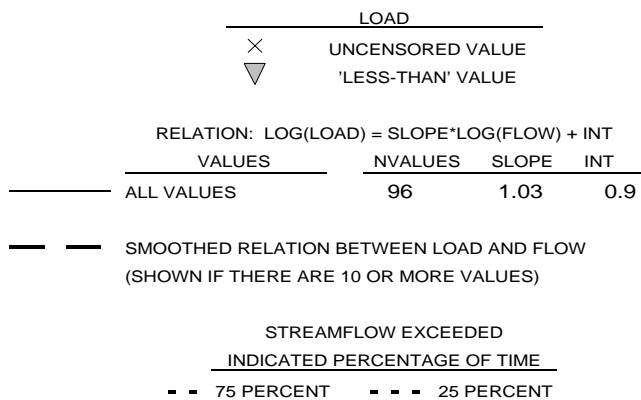 LOAD
UNCENSORED VALUE
'LESS-THAN' VALUE
RELATION: LOG(LOAD) = SLOPE*LOG(FLOW) + INT
VALUES NVALUES SLOPE INT
ALL VALUES 96 1.03 0.9
SMOOTHED RELATION BETWEEN LOAD AND FLOW
(SHOWN IF THERE ARE 10 OR MORE VALUES)
STREAMFLOW EXCEEDED
INDICATED PERCENTAGE OF TIME
75 PERCENT 25 PERCENT